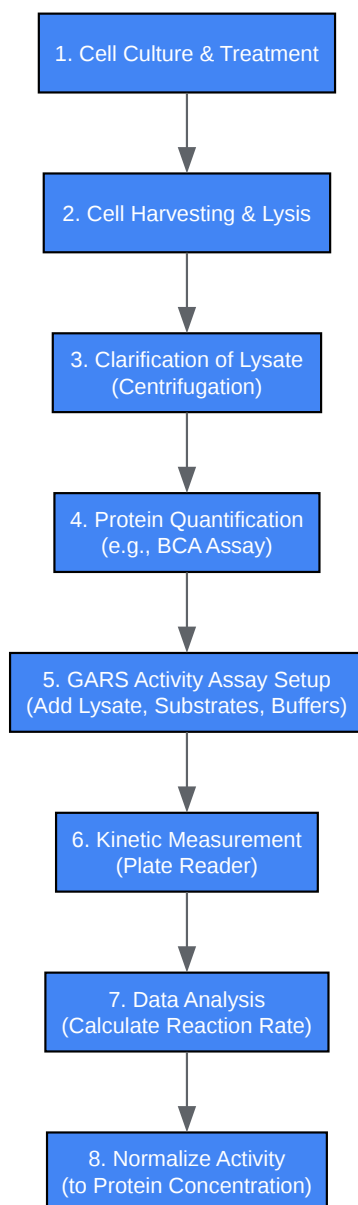 1. Cell Culture & Treatment
2. Cell Harvesting & Lysis
3. Clarification of Lysate
(Centrifugation)
4. Protein Quantification
(e.g., BCA Assay)
5. GARS Activity Assay Setup
(Add Lysate, Substrates, Buffers)
6. Kinetic Measurement
(Plate Reader)
7. Data Analysis
(Calculate Reaction Rate)
8. Normalize Activity
(to Protein Concentration)